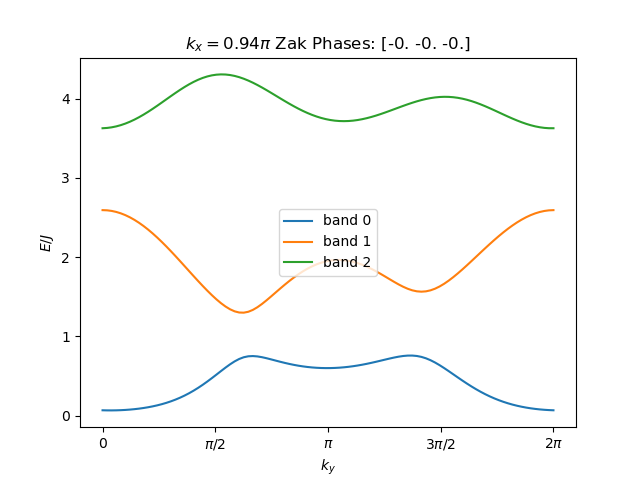 $k_x = 0.94\pi$ Zak Phases: [-0. -0. -0.]
E/J
4
3
2
1
0
band 0
band 1
band 2
0
π/2
π
3π/2
2π
$k_y$